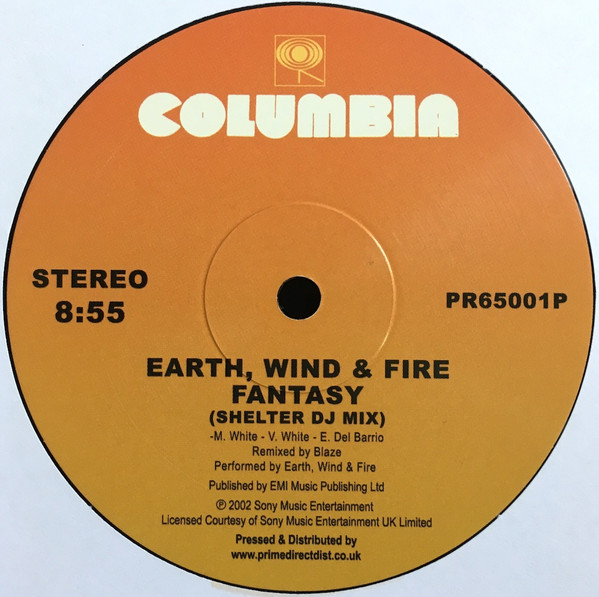 COLUMBIA
STEREO
8:55
PR65001P
EARTH, WIND & FIRE
FANTASY
(SHELTER DJ MIX)
-M. White - V. White - E. Del Barrio
Remixed by Blaze
Performed by Earth, Wind & Fire
Published by EMI Music Publishing Ltd
℗ 2002 Sony Music Entertainment
Licensed Courtesy of Sony Music Entertainment UK Limited
Pressed & Distributed by
www.primedirectdist.co.uk